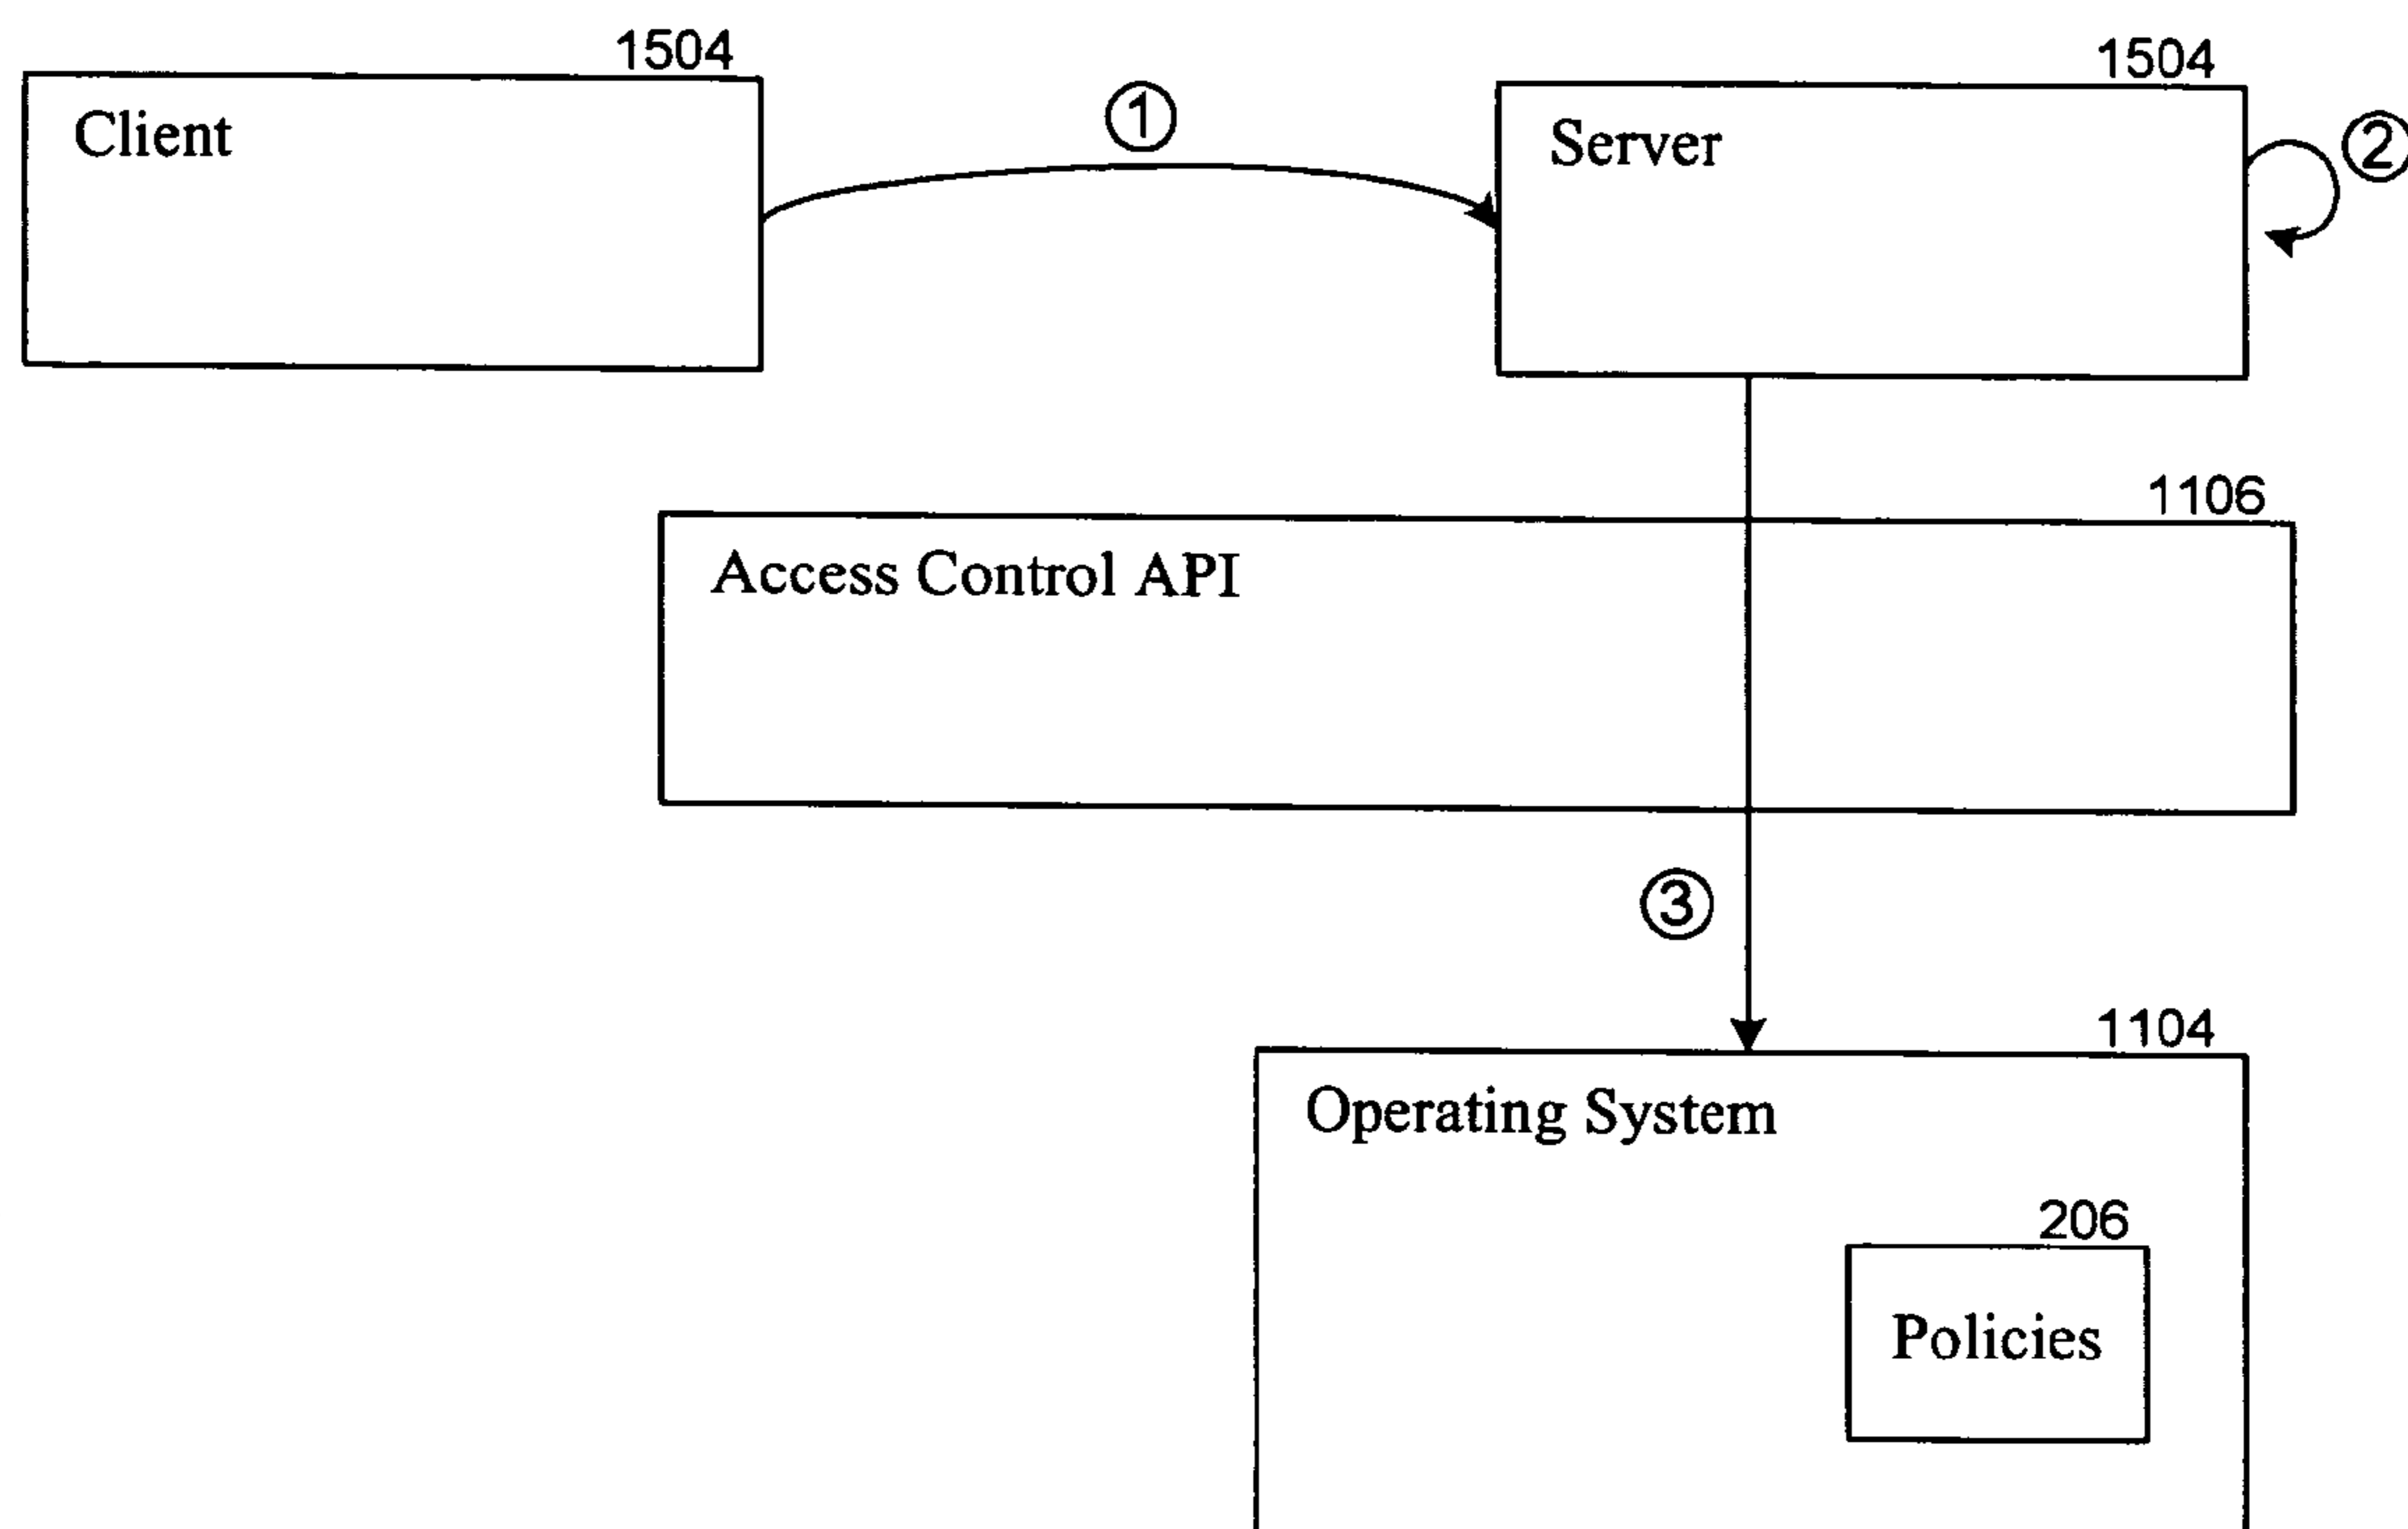 1504
1504
Client
①
Server
②
1106
Access Control API
③
1104
Operating System
206
Policies